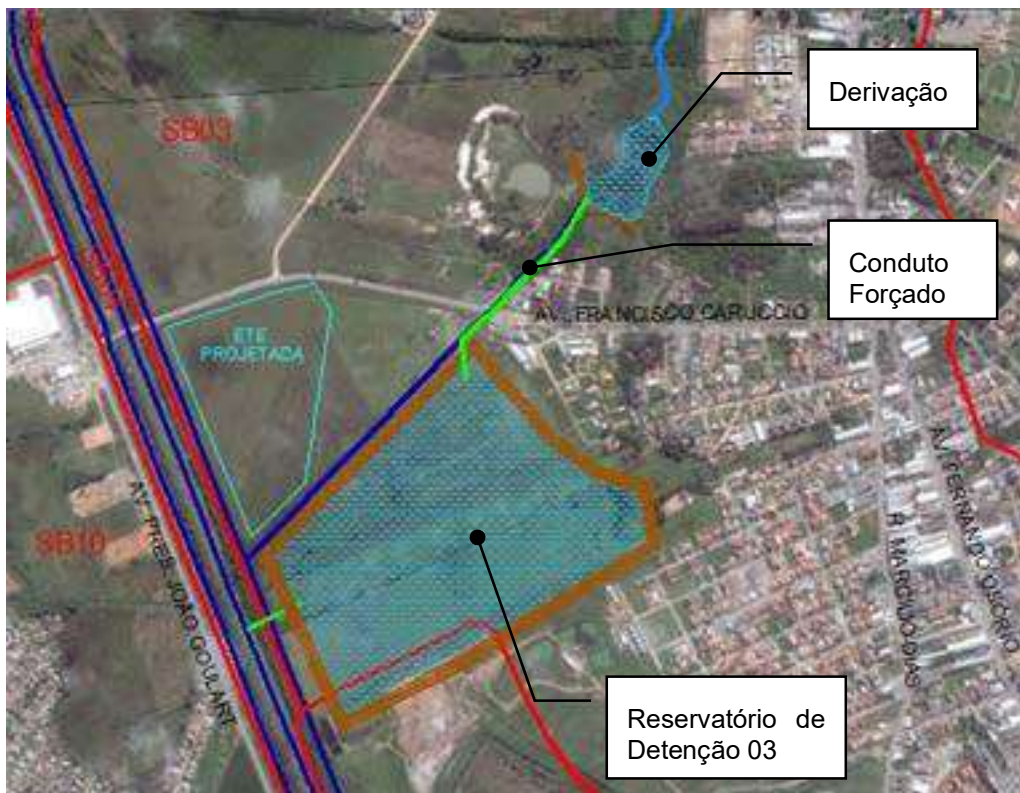 Derivação
SB03
Conduto
Forçado
AV. FRANCISCO CARUCCIO
ETE
PROJETADA
AV. FERNANDO OSÓRIO
R. MARCÍLIO DIAS
AV. PRES. JOÃO GOULART
SB10
Reservatório de
Detenção 03